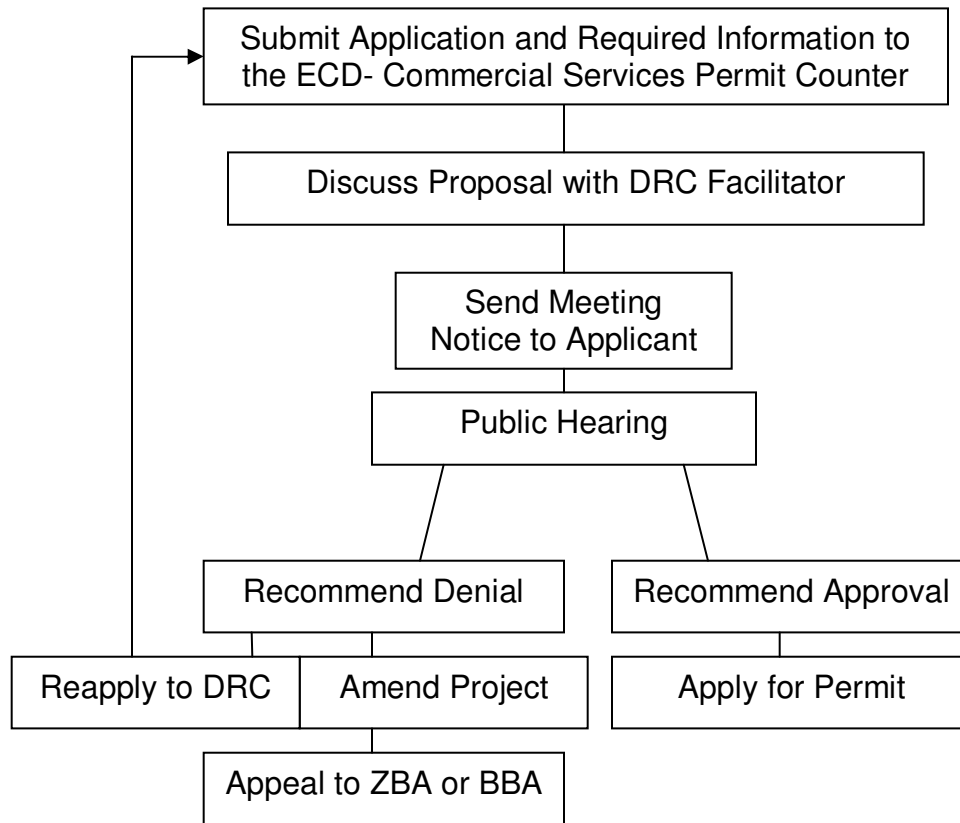 Submit Application and Required Information to
the ECD- Commercial Services Permit Counter
Discuss Proposal with DRC Facilitator
Send Meeting
Notice to Applicant
Public Hearing
Recommend Denial
Recommend Approval
Reapply to DRC
Amend Project
Apply for Permit
Appeal to ZBA or BBA